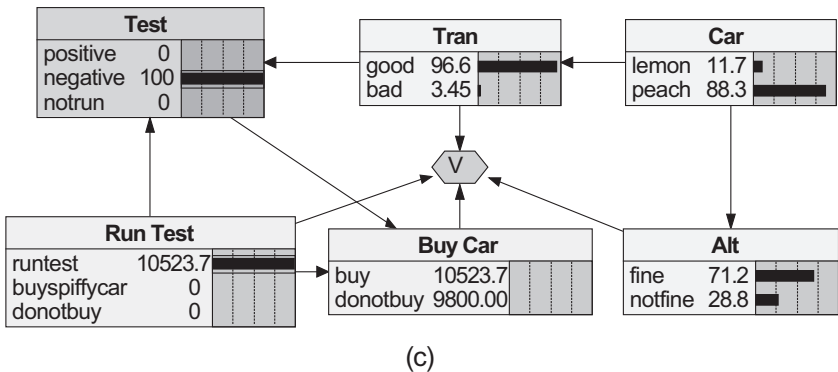 Test
positive 0
negative 100
notrun 0
Tran
good 96.6
bad 3.45
Car
lemon 11.7
peach 88.3
V
Run Test
runtest 10523.7
buyspiffycar 0
donotbuy 0
Buy Car
buy 10523.7
donotbuy 9800.00
Alt
fine 71.2
notfine 28.8
(c)